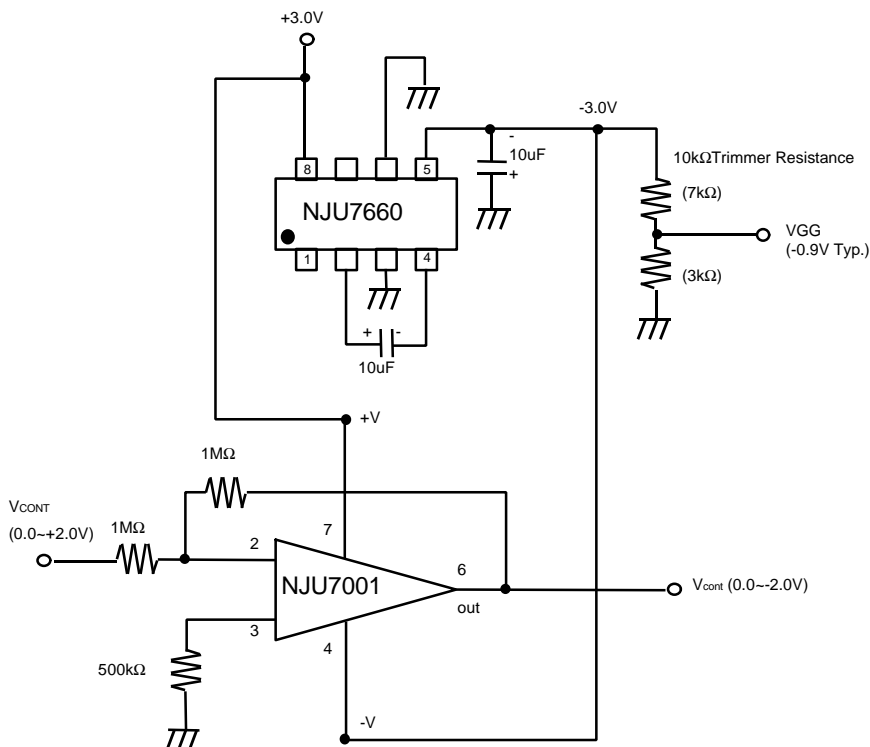 +3.0V
-3.0V
8
5
-
10uF
+
10kΩTrimmer Resistance
(7kΩ)
NJU7660
VGG
(-0.9V Typ.)
1
4
(3kΩ)
+ -
10uF
+V
1MΩ
VCONT
(0.0~+2.0V)
1MΩ
7
2
6
NJU7001
out
Vcont (0.0~-2.0V)
3
4
500kΩ
-V